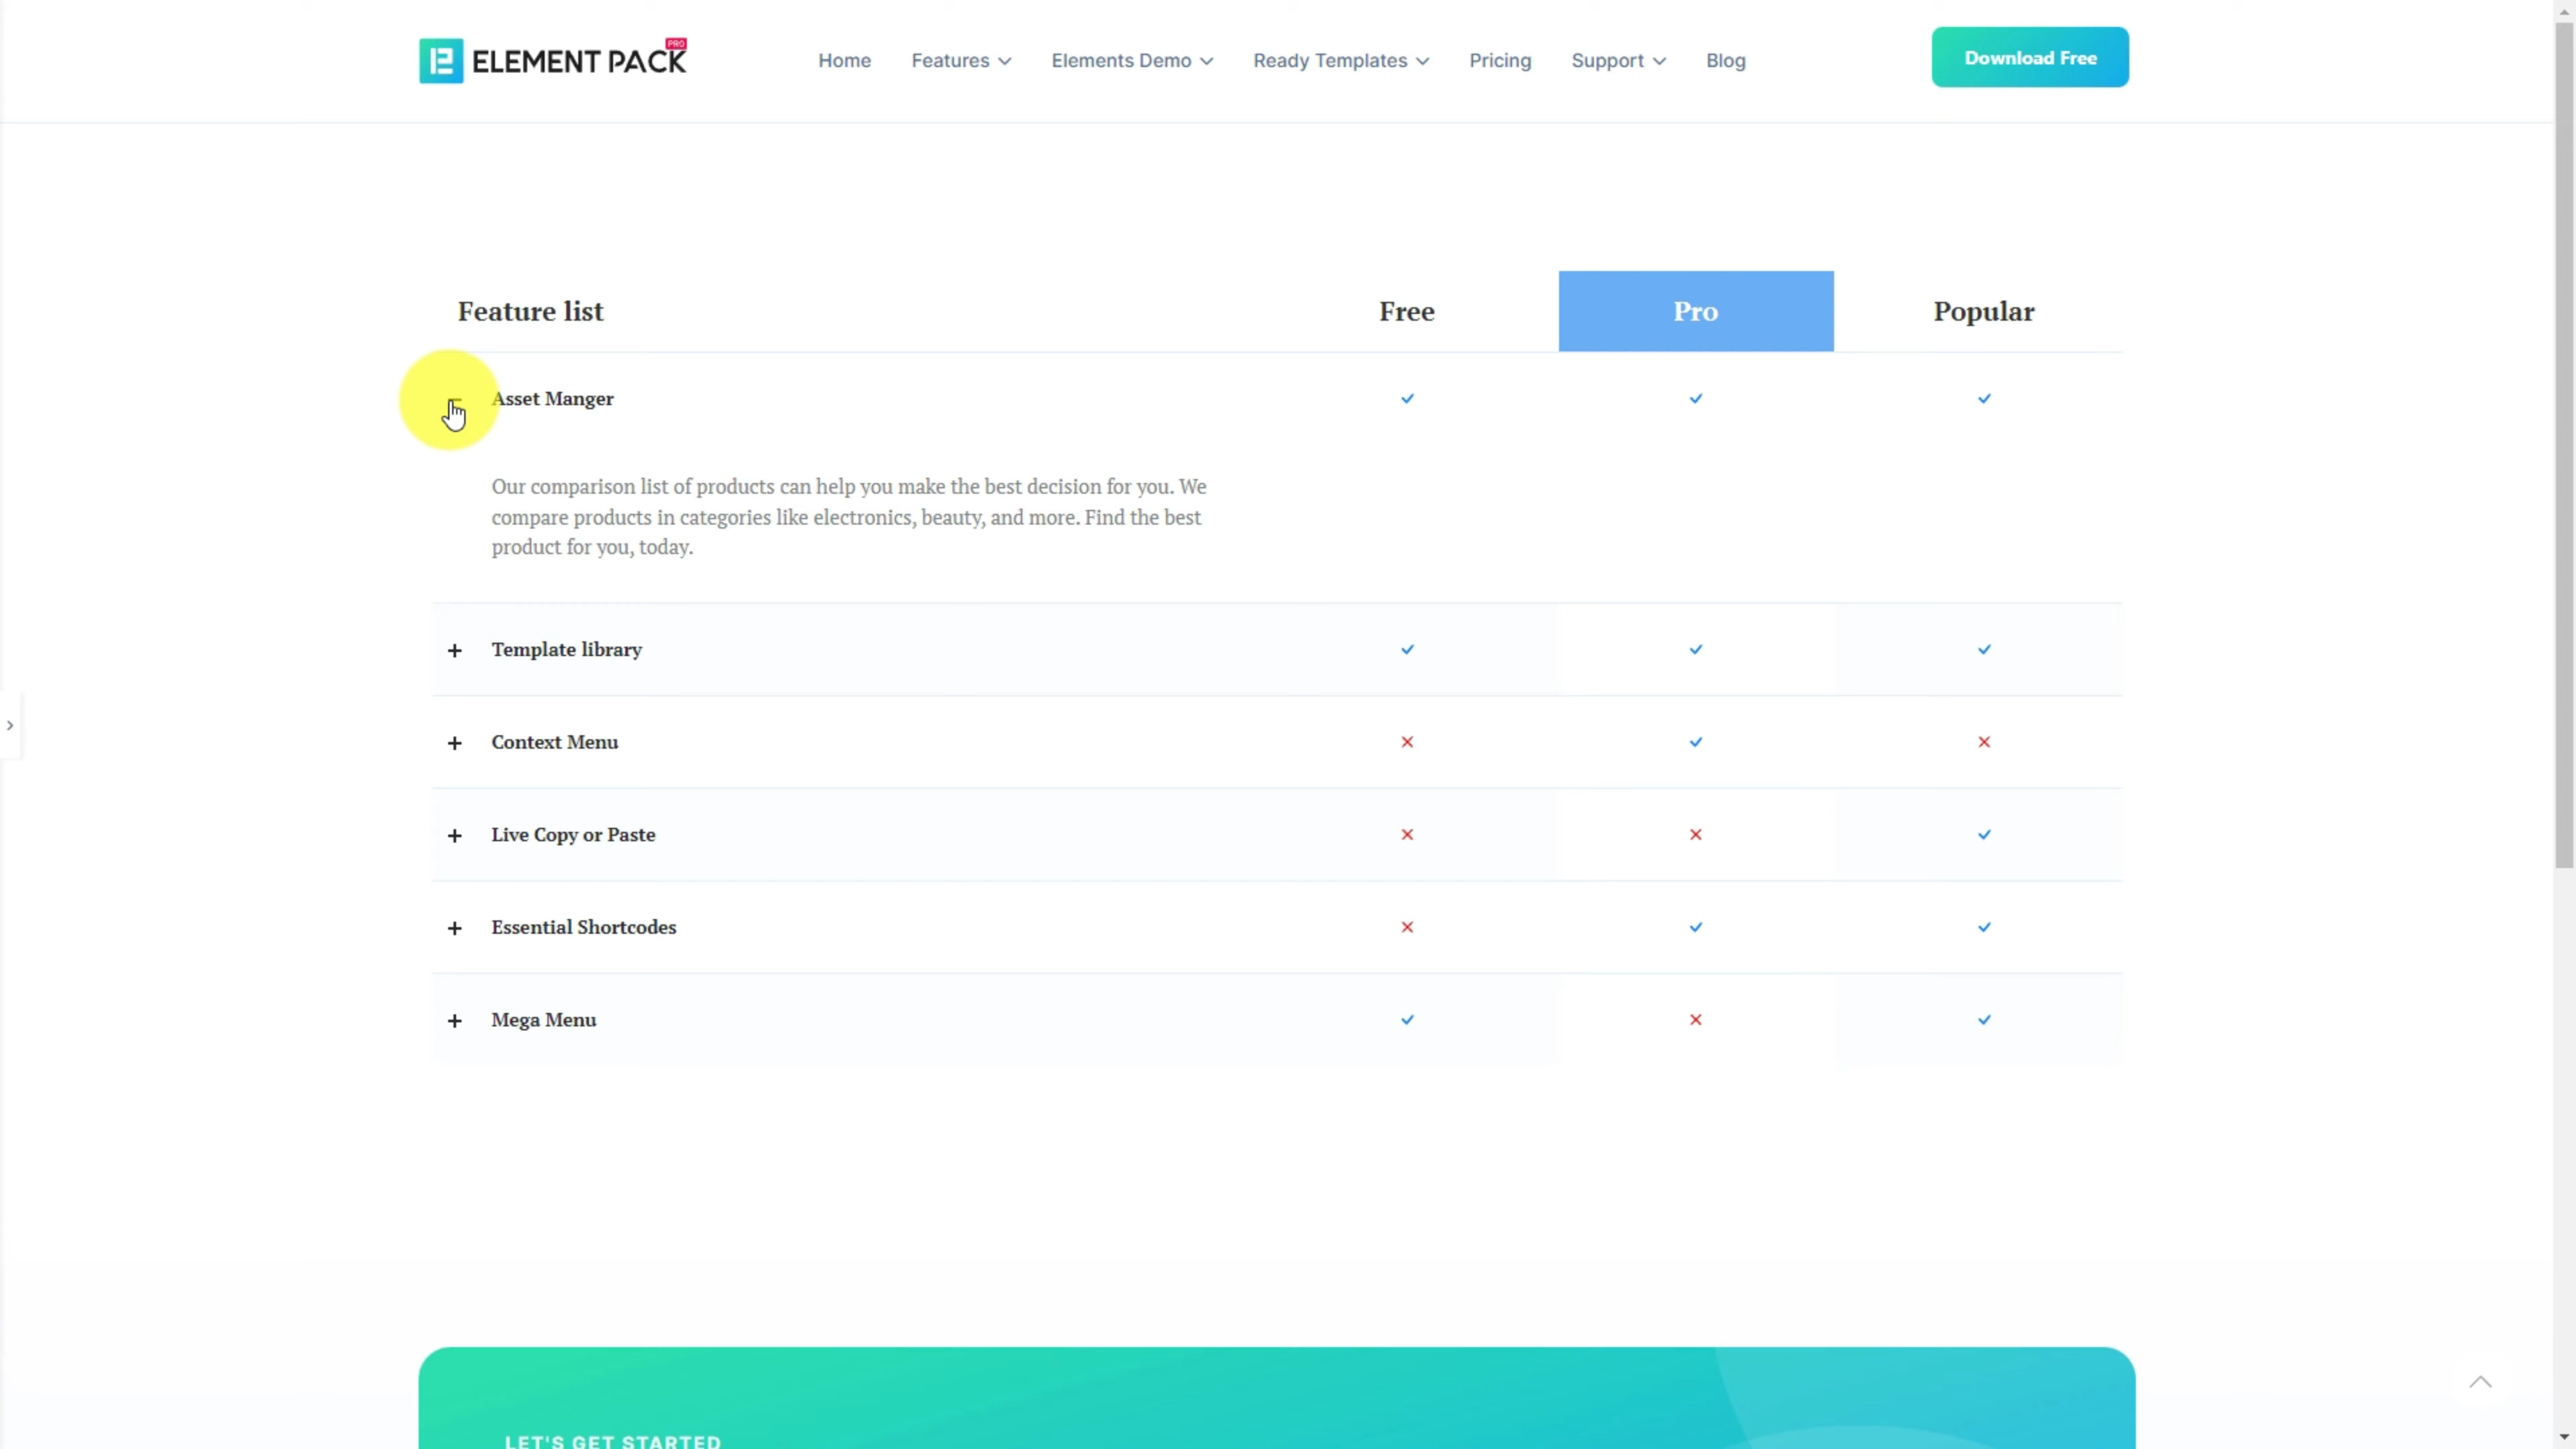 ELEMENT PACK PRO
Home Features Elements Demo Ready Templates Pricing Support Blog
Download Free
Feature list Free Pro Popular
Asset Manger
Our comparison list of products can help you make the best decision for you. We
compare products in categories like electronics, beauty, and more. Find the best
product for you, today.
Template library
Context Menu
Live Copy or Paste
Essential Shortcodes
Mega Menu
LET'S GET STARTED